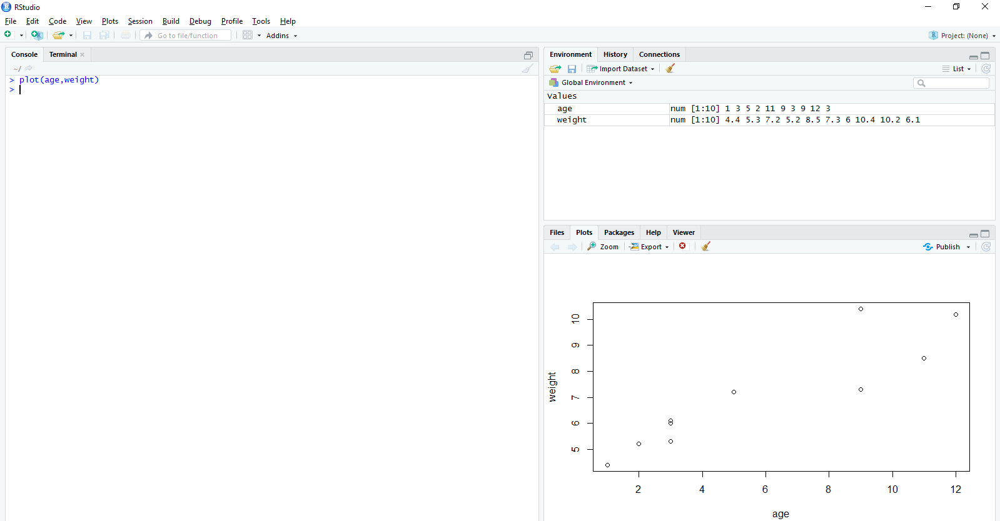 RStudio
File Edit Code View Plots Session Build Debug Profile Tools Help
Go to file/function Addins Project: (None)
Console Terminal
~/
> plot(age,weight)
>
Environment History Connections
Import Dataset List
Global Environment
Values
age num [1:10] 1 3 5 2 11 9 3 9 12 3
weight num [1:10] 4.4 5.3 7.2 5.2 8.5 7.3 6 10.4 10.2 6.1
Files Plots Packages Help Viewer
Zoom Export Publish
weight
10
9
8
7
6
5
2 4 6 8 10 12
age